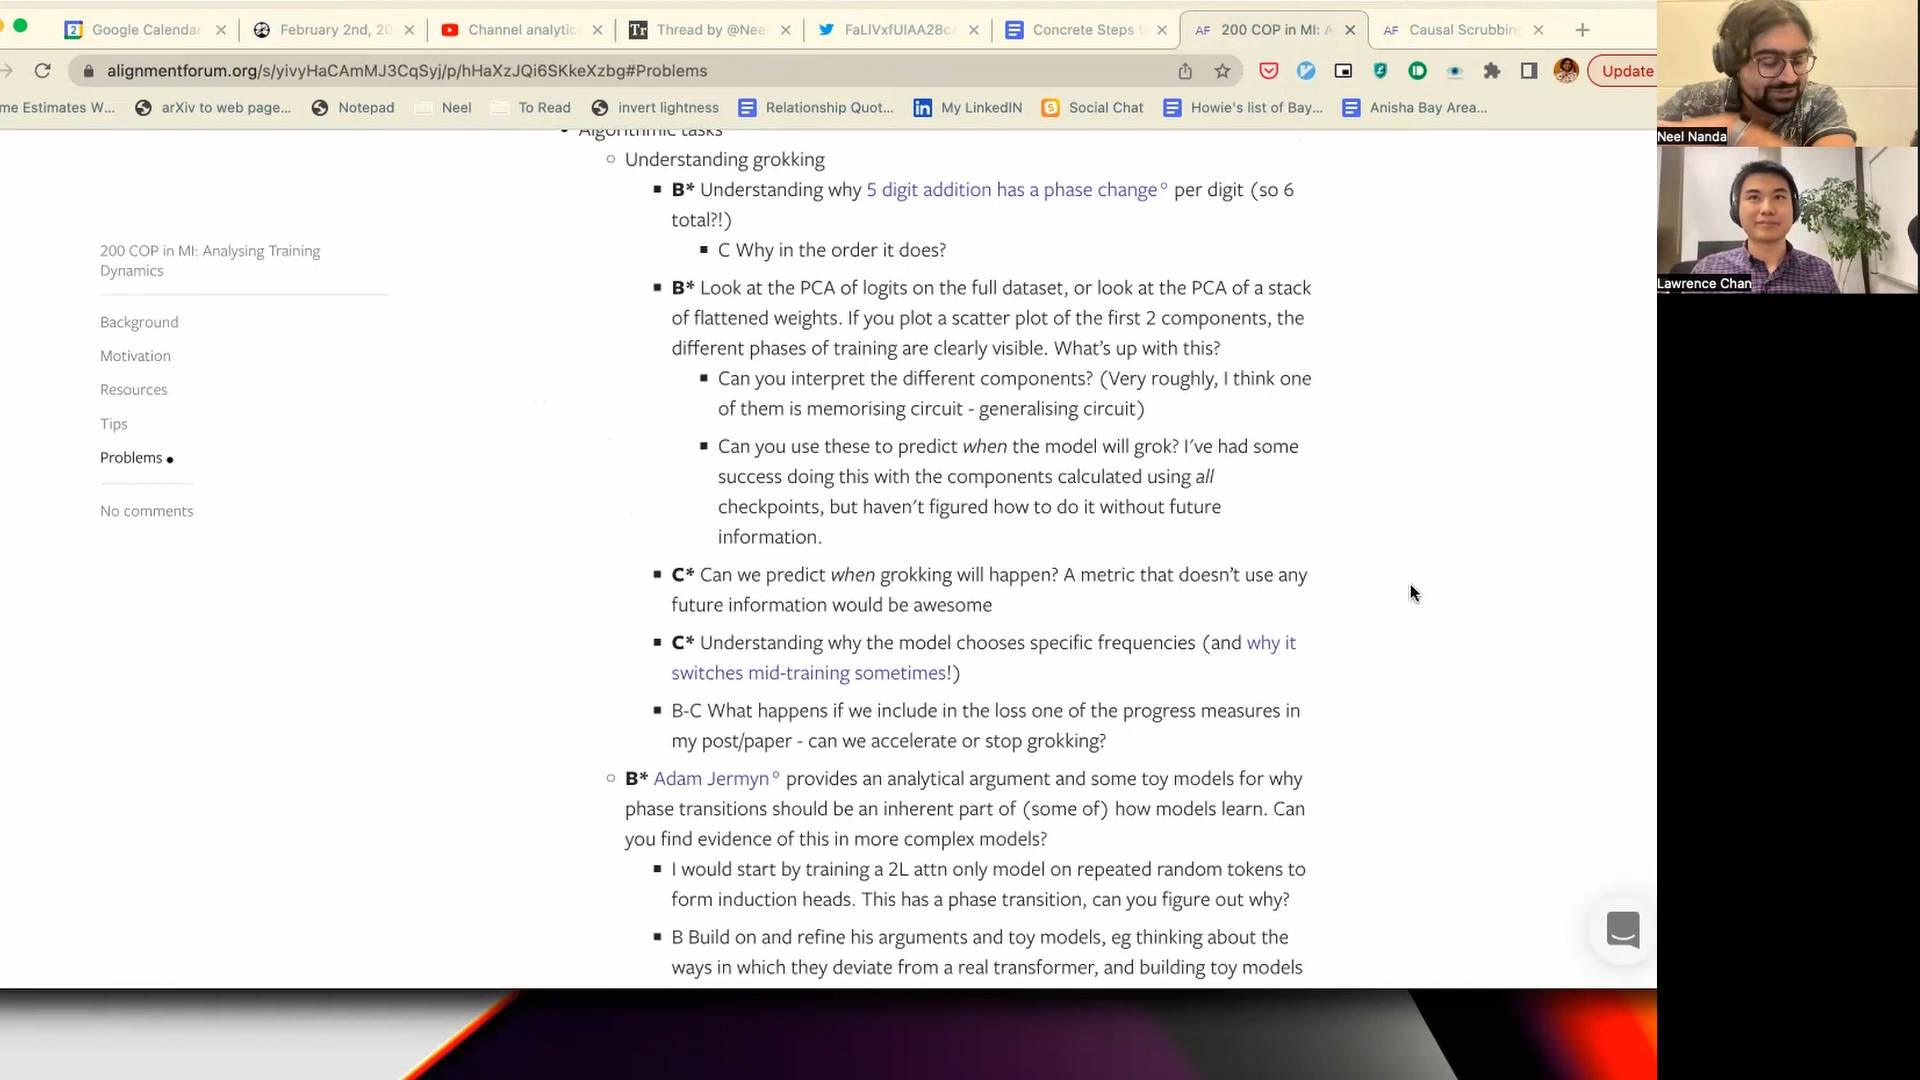 Google Calendar
February 2nd, 20
Channel analytics
Thread by @Nee
FaLlVxfUIAA28c
Concrete Steps t
AF 200 COP in MI: A
AF Causal Scrubbing
alignmentforum.org/s/yivyHaCAmMJ3CqSyj/p/hHaXzJQi6SKkeXzbg#Problems
Update
me Estimates W...
arXiv to web page...
Notepad
Neel
To Read
invert lightness
Relationship Quot...
My LinkedIN
Social Chat
Howie's list of Bay...
Anisha Bay Area...
Neel Nanda
Lawrence Chan
200 COP in MI: Analysing Training
Dynamics
Background
Motivation
Resources
Tips
Problems
No comments
Algorithmic tasks
Understanding grokking
B* Understanding why 5 digit addition has a phase change° per digit (so 6
total?!)
C Why in the order it does?
B* Look at the PCA of logits on the full dataset, or look at the PCA of a stack
of flattened weights. If you plot a scatter plot of the first 2 components, the
different phases of training are clearly visible. What's up with this?
Can you interpret the different components? (Very roughly, I think one
of them is memorising circuit - generalising circuit)
Can you use these to predict when the model will grok? I've had some
success doing this with the components calculated using all
checkpoints, but haven't figured how to do it without future
information.
C* Can we predict when grokking will happen? A metric that doesn't use any
future information would be awesome
C* Understanding why the model chooses specific frequencies (and why it
switches mid-training sometimes!)
B-C What happens if we include in the loss one of the progress measures in
my post/paper - can we accelerate or stop grokking?
B* Adam Jermyn° provides an analytical argument and some toy models for why
phase transitions should be an inherent part of (some of) how models learn. Can
you find evidence of this in more complex models?
I would start by training a 2L attn only model on repeated random tokens to
form induction heads. This has a phase transition, can you figure out why?
B Build on and refine his arguments and toy models, eg thinking about the
ways in which they deviate from a real transformer, and building toy models